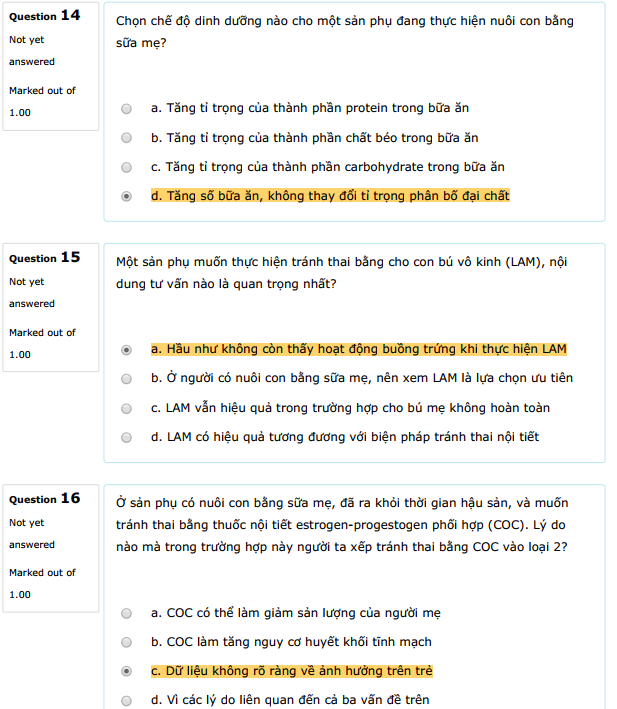 Question 14
Not yet
answered
Marked out of
1.00
Chọn chế độ dinh dưỡng nào cho một sản phụ đang thực hiện nuôi con bằng
sữa mẹ?
a. Tăng tỉ trọng của thành phần protein trong bữa ăn
b. Tăng tỉ trọng của thành phần chất béo trong bữa ăn
c. Tăng tỉ trọng của thành phần carbohydrate trong bữa ăn
d. Tăng số bữa ăn, không thay đổi tỉ trọng phân bố đại chất
Question 15
Not yet
answered
Marked out of
1.00
Một sản phụ muốn thực hiện tránh thai bằng cho con bú vô kinh (LAM), nội
dung tư vấn nào là quan trọng nhất?
a. Hầu như không còn thấy hoạt động buồng trứng khi thực hiện LAM
b. Ở người có nuôi con bằng sữa mẹ, nên xem LAM là lựa chọn ưu tiên
c. LAM vẫn hiệu quả trong trường hợp cho bú mẹ không hoàn toàn
d. LAM có hiệu quả tương đương với biện pháp tránh thai nội tiết
Question 16
Not yet
answered
Marked out of
1.00
Ở sản phụ có nuôi con bằng sữa mẹ, đã ra khỏi thời gian hậu sản, và muốn
tránh thai bằng thuốc nội tiết estrogen-progestogen phối hợp (COC). Lý do
nào mà trong trường hợp này người ta xếp tránh thai bằng COC vào loại 2?
a. COC có thể làm giảm sản lượng của người mẹ
b. COC làm tăng nguy cơ huyết khối tĩnh mạch
c. Dữ liệu không rõ ràng về ảnh hưởng trên trẻ
d. Vì các lý do liên quan đến cả ba vấn đề trên